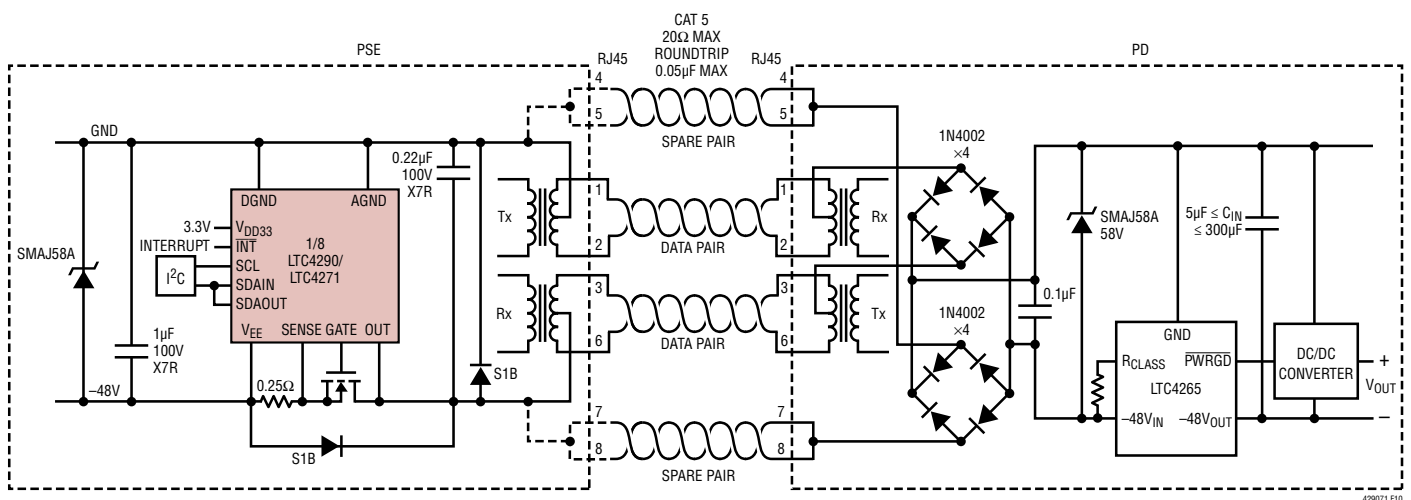 CAT 5
20Ω MAX
ROUNDTRIP
0.05µF MAX
PSE
RJ45
RJ45
PD
4
5
4
5
SPARE PAIR
GND
1N4002
×4
0.22µF
100V
X7R
DGND
AGND
Tx
1
2
DATA PAIR
1
2
Rx
SMAJ58A
58V
5µF ≤ CIN
≤ 300µF
3.3V
INTERRUPT
I2C
VDD33
INT
SCL
SDAIN
SDAOUT
1/8
LTC4290/
LTC4271
SMAJ58A
1µF
100V
X7R
VEE
SENSE
GATE
OUT
Rx
3
6
DATA PAIR
3
6
Tx
0.1µF
1N4002
×4
GND
RCLASS
PWRGD
LTC4265
–48VIN
–48VOUT
DC/DC
CONVERTER
+
VOUT
–
–48V
0.25Ω
S1B
S1B
7
8
7
8
SPARE PAIR
429071 F10